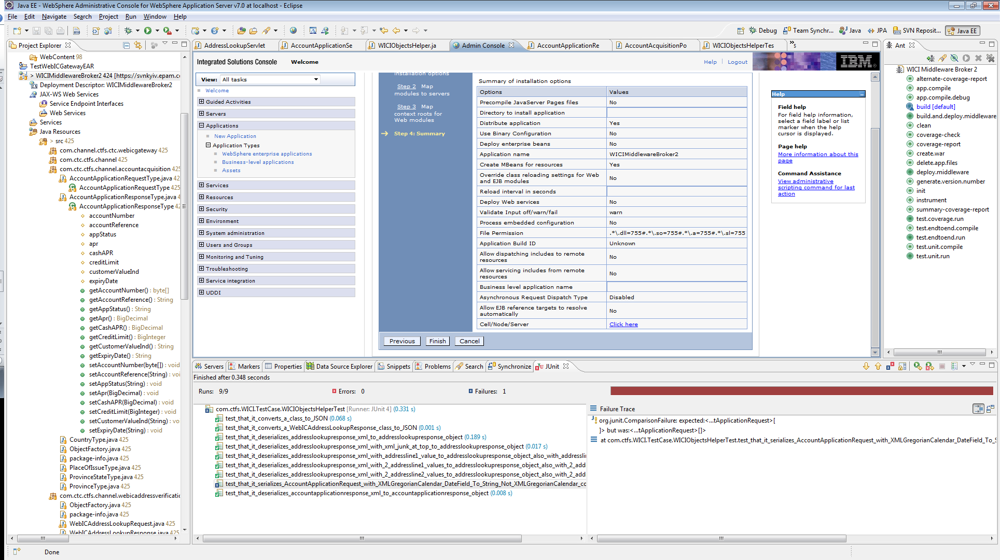 Java EE - WebSphere Administrative Console for WebSphere Application Server v7.0 at localhost - Eclipse
File Edit Navigate Search Project Run Window Help
Debug Team Synchr... Java JPA SVN Reposit... Java EE
Project Explorer
WebContent 98
TestWebICGatewayEAR
> WICIMiddlewareBroker2 424 [https://svnkyiv.epam.c
Deployment Descriptor: WICIMiddlewareBroker2
JAX-WS Web Services
Service Endpoint Interfaces
Web Services
Services
Java Resources
> src 425
com.channel.ctfs.ctc.webicgateway 425
com.ctc.ctfs.channel 425
com.ctc.ctfs.channel.accountacquisition 425
AccountApplicationRequestType.java 42
AccountApplicationRequestType 425
AccountApplicationResponseType.java 4
AccountApplicationResponseType 42
accountNumber
accountReference
appStatus
apr
cashAPR
creditLimit
customerValueInd
expiryDate
getAccountNumber() : byte[]
getAccountReference() : String
getAppStatus() : String
getApr() : BigDecimal
getCashAPR() : BigDecimal
getCreditLimit() : BigInteger
getCustomerValueInd() : String
getExpiryDate() : String
setAccountNumber(byte[]) : void
setAccountReference(String) : voi
setAppStatus(String) : void
setApr(BigDecimal) : void
setCashAPR(BigDecimal) : void
setCreditLimit(BigInteger) : void
setCustomerValueInd(String) : vo
setExpiryDate(String) : void
CountryType.java 425
ObjectFactory.java 425
package-info.java 425
PlaceOfIssueType.java 425
ProvinceStateType.java 425
ProvinceType.java 425
com.ctc.ctfs.channel.webicaddressverificatio
ObjectFactory.java 425
package-info.java 425
WebICAddressLookupRequest.java 425
WebICAddressLookupResponse.java 425
AddressLookupServlet AccountApplicationSe WICIObjectsHelper.ja Admin Console AccountApplicationRe AccountAcquisitionPo WICIObjectsHelperTes »5
Integrated Solutions Console Welcome Help | Logout IBM
View: All tasks
Welcome
Guided Activities
Servers
Applications
New Application
Application Types
WebSphere enterprise applications
Business-level applications
Assets
Services
Resources
Security
Environment
System administration
Users and Groups
Monitoring and Tuning
Troubleshooting
Service integration
UDDI
installation options
Step 2 Map
modules to servers
Step 3 Map
context roots for
Web modules
Step 4: Summary
Summary of installation options
Options Values
Precompile JavaServer Pages files No
Directory to install application
Distribute application Yes
Use Binary Configuration No
Deploy enterprise beans No
Application name WICIMiddlewareBroker2
Create MBeans for resources Yes
Override class reloading settings for Web
and EJB modules No
Reload interval in seconds
Deploy Web services No
Validate Input off/warn/fail warn
Process embedded configuration No
File Permission .*\.dll=755#.*\.so=755#.*\.a=755#.*\.sl=755
Application Build ID Unknown
Allow dispatching includes to remote
resources No
Allow servicing includes from remote
resources No
Business level application name
Asynchronous Request Dispatch Type Disabled
Allow EJB reference targets to resolve
automatically No
Cell/Node/Server Click here
Previous Finish Cancel
Help
Field help
For field help information,
select a field label or list
marker when the help
cursor is displayed.
Page help
More information about this
page
Command Assistance
View administrative
scripting command for last
action
Ant
WICI Middleware Broker 2
alternate-coverage-report
app.compile
app.compile.debug
build [default]
build.and.deploy.middleware
clean
coverage-check
coverage-report
create.war
delete.app.files
deploy.middleware
generate.version.number
init
instrument
summary-coverage-report
test.coverage.run
test.endtoend.compile
test.endtoend.run
test.unit.compile
test.unit.run
Servers Markers Properties Data Source Explorer Snippets Problems Search Synchronize JUnit
Finished after 0.348 seconds
Runs: 9/9 Errors: 0 Failures: 1
com.ctfs.WICI.TestCase.WICIObjectsHelperTest [Runner: JUnit 4] (0.331 s)
test_that_it_converts_a_class_to_JSON (0.068 s)
test_that_it_converts_a_WebICAddressLookupResponse_class_to_JSON (0.001 s)
test_that_it_deserializes_addresslookupresponse_xml_to_addresslookupresponse_object (0.189 s)
test_that_it_deserializes_addresslookupresponse_xml_with_xml_junk_at_top_to_addresslookupresponse_object (0.017 s)
test_that_it_deserializes_addresslookupresponse_xml_with_addressline1_value_to_addresslookupresponse_object_also_with_addresslin
test_that_it_deserializes_addresslookupresponse_xml_with_2_addressline1_values_to_addresslookupresponse_object_also_with_2_add
test_that_it_deserializes_addresslookupresponse_xml_with_2_addressline2_values_to_addresslookupresponse_object_also_with_2_add
test_that_it_serializes_AccountApplicationRequest_with_XMLGregorianCalendar_DateField_To_String_Not_XMLGregorianCalendar_co
test_that_it_deserializes_accountapplicationresponse_xml_to_accountapplicationresponse_object (0.008 s)
Failure Trace
org.junit.ComparisonFailure: expected:<...tApplicationRequest>[
]> but was:<...tApplicationRequest>[]>
at com.ctfs.WICI.TestCase.WICIObjectsHelperTest.test_that_it_serializes_AccountApplicationRequest_with_XMLGregorianCalendar_DateField_To_S
Done